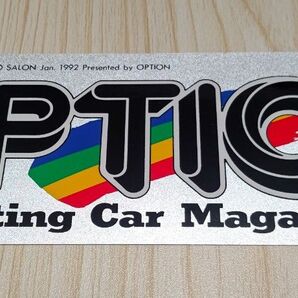 O SALON Jan. 1992 Presented by OPTION
PTIO
ting Car Maga